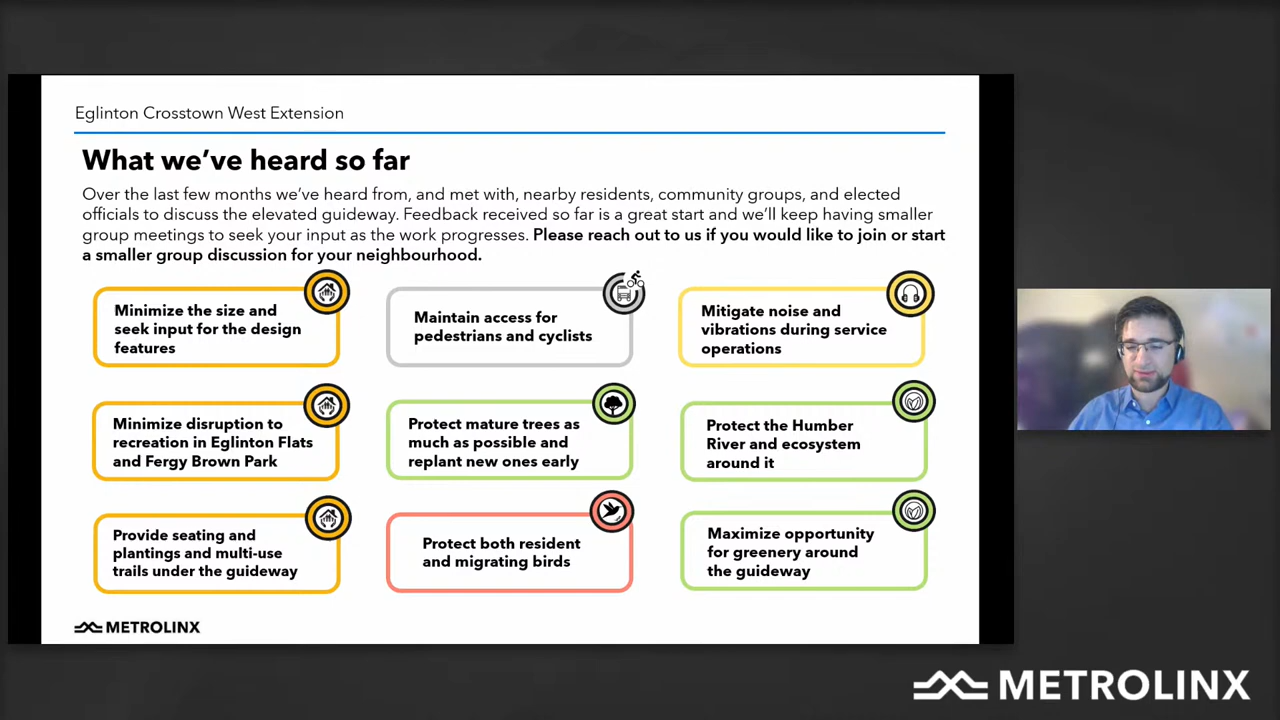 Eglinton Crosstown West Extension
What we've heard so far
Over the last few months we've heard from, and met with, nearby residents, community groups, and elected
officials to discuss the elevated guideway. Feedback received so far is a great start and we'll keep having smaller
group meetings to seek your input as the work progresses. Please reach out to us if you would like to join or start
a smaller group discussion for your neighbourhood.
Minimize the size and
seek input for the design
features
Maintain access for
pedestrians and cyclists
Mitigate noise and
vibrations during service
operations
Minimize disruption to
recreation in Eglinton Flats
and Fergy Brown Park
Protect mature trees as
much as possible and
replant new ones early
Protect the Humber
River and ecosystem
around it
Provide seating and
plantings and multi-use
trails under the guideway
Protect both resident
and migrating birds
Maximize opportunity
for greenery around
the guideway
METROLINX
METROLINX